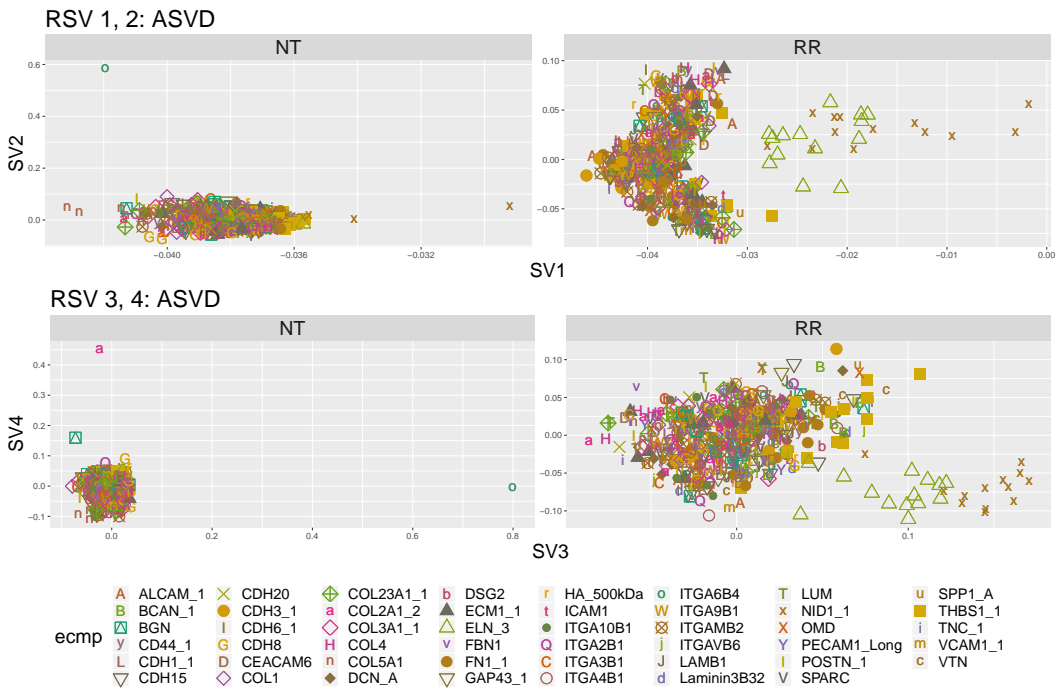 RSV 1, 2: ASVD
NT RR
SV2
0.6
0.4
0.2
0.0
0.10
0.05
0.00
−0.05
−0.040 −0.036 −0.032
−0.04 −0.03 −0.02 −0.01 0.00
SV1
RSV 3, 4: ASVD
NT RR
SV4
0.4
0.3
0.2
0.1
0.0
−0.1
0.10
0.05
0.00
−0.05
−0.10
0.0 0.2 0.4 0.6 0.8
0.0 0.1
SV3
ecmp
A ALCAM_1
B BCAN_1
BGN
y CD44_1
L CDH1_1
CDH15
CDH20
CDH3_1
I CDH6_1
G CDH8
D CEACAM6
COL1
COL23A1_1
a COL2A1_2
COL3A1_1
H COL4
n COL5A1
DCN_A
b DSG2
ECM1_1
ELN_3
v FBN1
FN1_1
GAP43_1
r HA_500kDa
t ICAM1
ITGA10B1
Q ITGA2B1
C ITGA3B1
ITGA4B1
o ITGA6B4
W ITGA9B1
ITGAMB2
j ITGAVB6
J LAMB1
d Laminin3B32
T LUM
x NID1_1
X OMD
Y PECAM1_Long
l POSTN_1
V SPARC
u SPP1_A
THBS1_1
i TNC_1
m VCAM1_1
c VTN